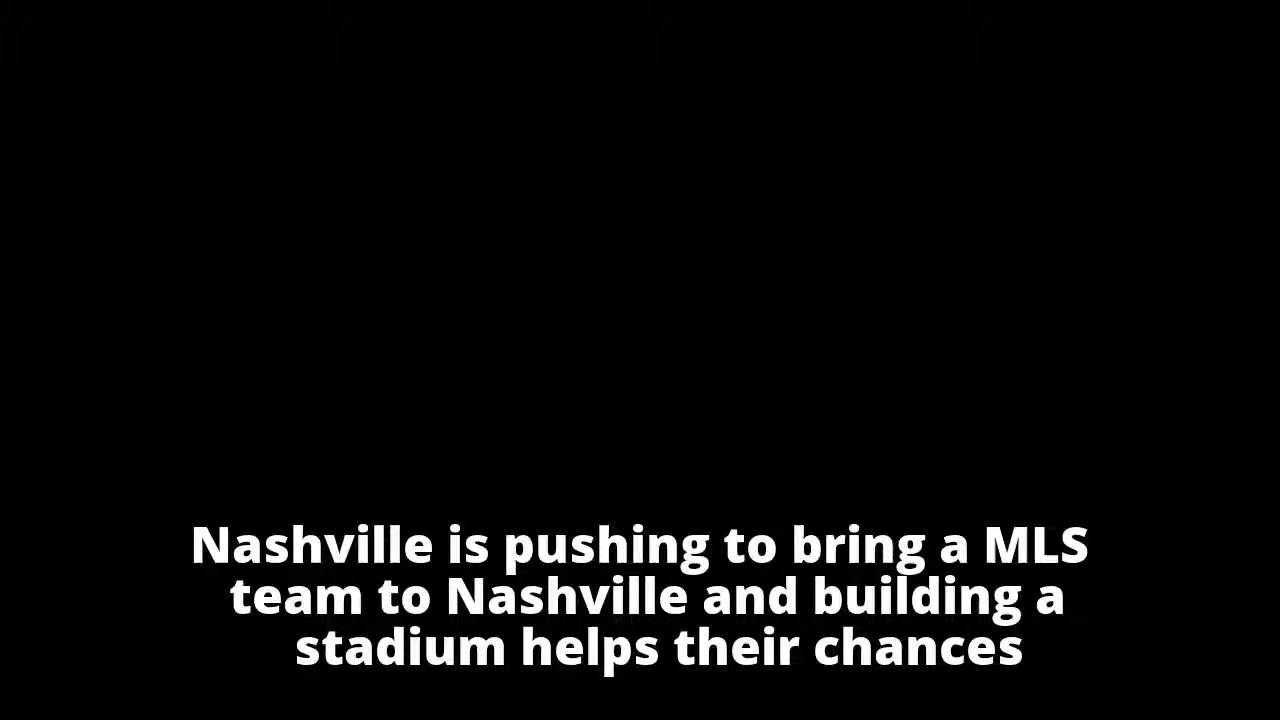 Nashville is pushing to bring a MLS
team to Nashville and building a
stadium helps their chances